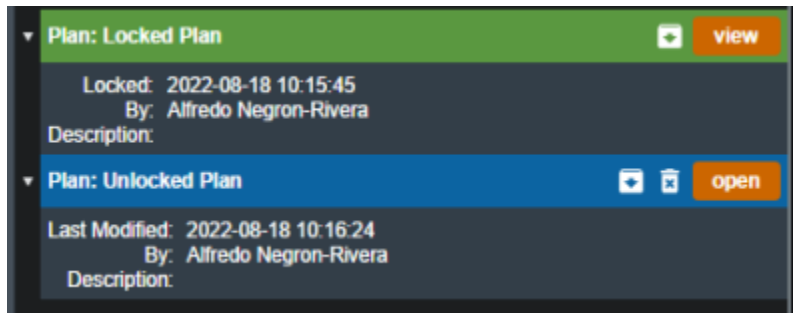 Plan: Locked Plan view
Locked: 2022-08-18 10:15:45
By: Alfredo Negron-Rivera
Description:
Plan: Unlocked Plan open
Last Modified: 2022-08-18 10:16:24
By: Alfredo Negron-Rivera
Description: